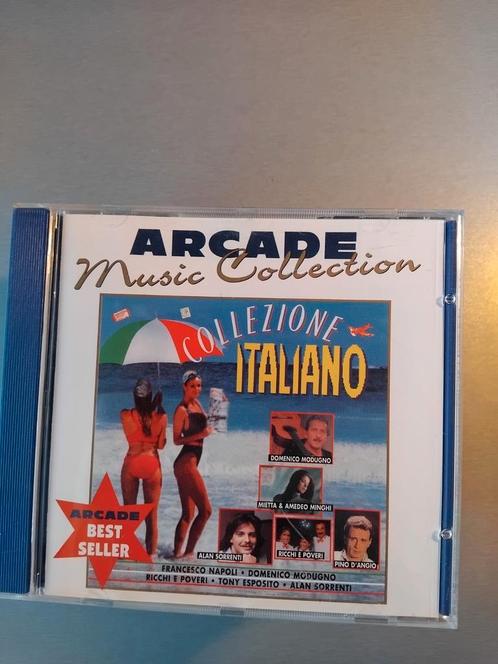 ARCADE
Music Collection
COLLEZIONE
ITALIANO
DOMENICO MODUGNO
MIETTA & AMEDEO MINGHI
ALAN SORRENTI
RICCHI E POVERI
PINO D'ANGIO
ARCADE
BEST
SELLER
FRANCESCO NAPOLI • DOMENICO MODUGNO
RICCHI E POVERI • TONY ESPOSITO • ALAN SORRENTI